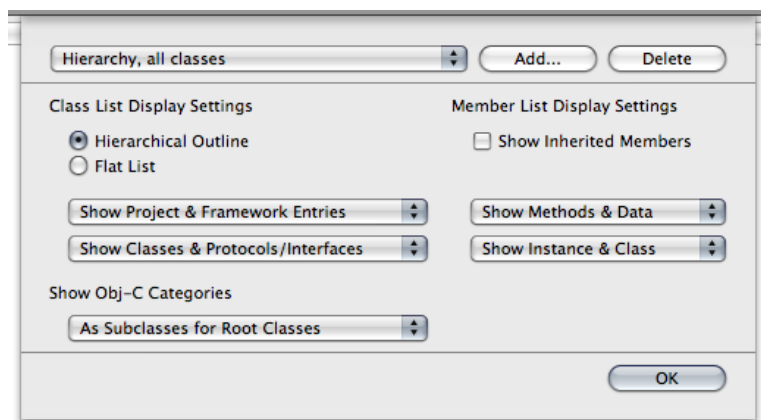 Hierarchy, all classes Add... Delete
Class List Display Settings
Hierarchical Outline
Flat List
Show Project & Framework Entries
Show Classes & Protocols/Interfaces
Show Obj-C Categories
As Subclasses for Root Classes
Member List Display Settings
Show Inherited Members
Show Methods & Data
Show Instance & Class
OK